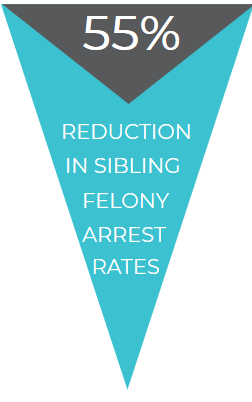 55%
REDUCTION
IN SIBLING
FELONY
ARREST
RATES